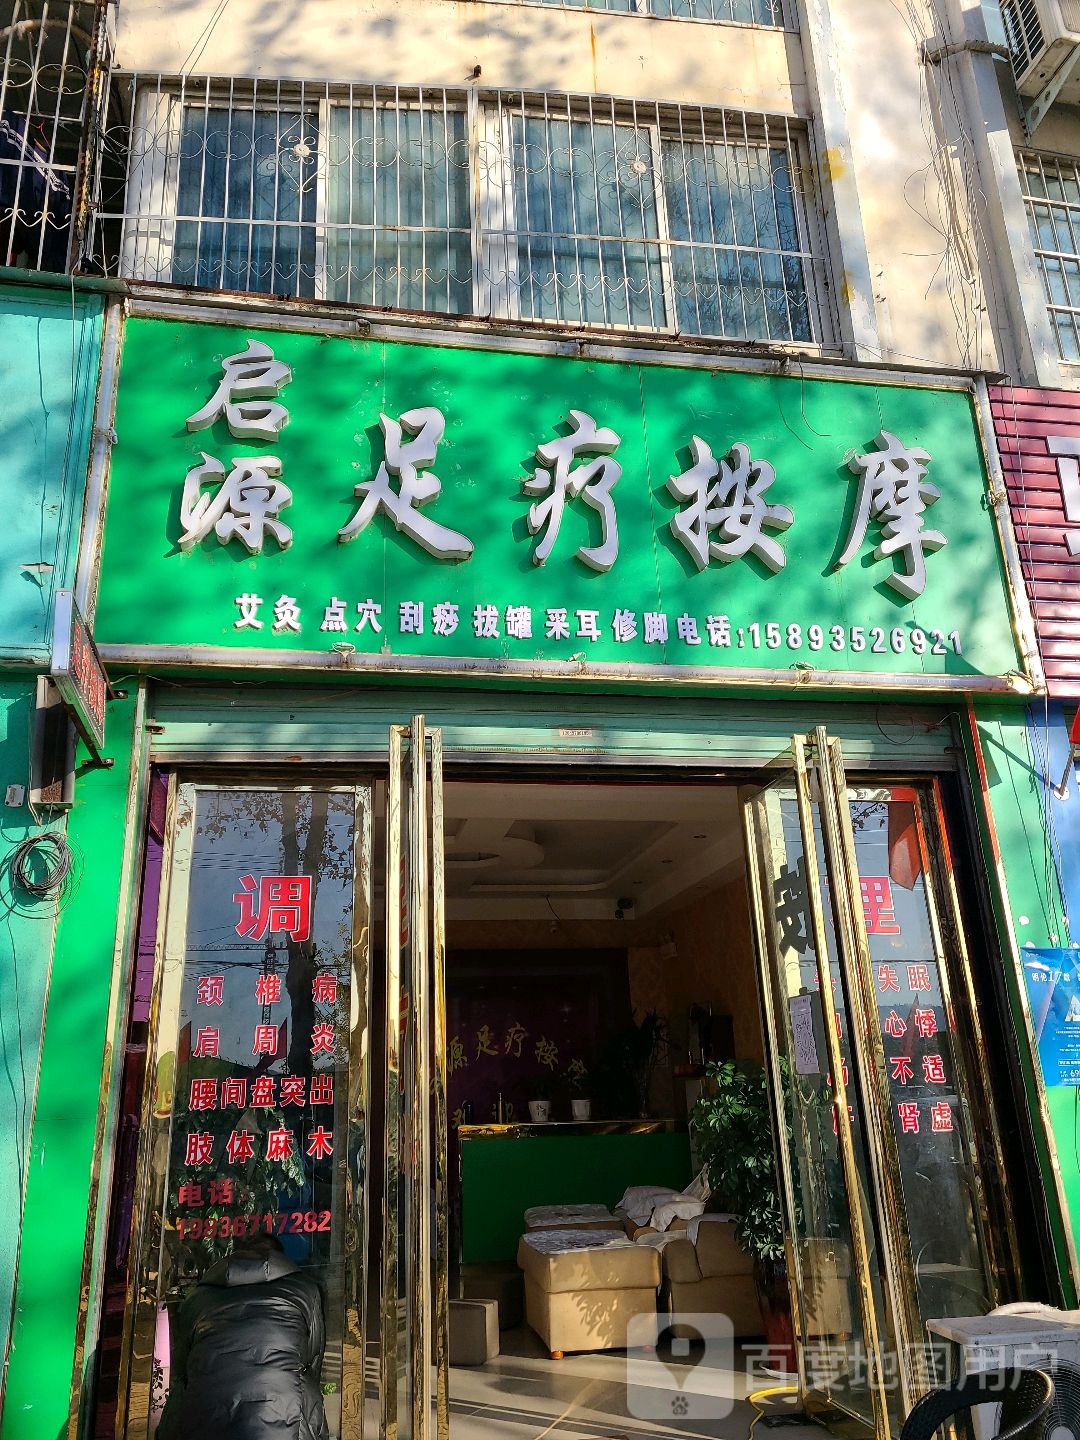 启源足疗按摩
艾灸 点穴 刮痧 拔罐 采耳 修脚 电话:15893526921
调
颈椎病
肩周炎
腰间盘突出
肢体麻木
电话:
19836717282
理
失眠
心悸
不适
肾虚
源足疗按
百度地图用户